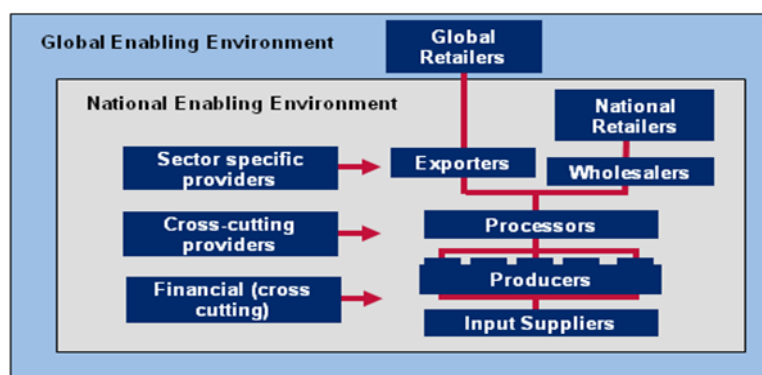 Global Enabling Environment
Global
Retailers
National Enabling Environment
National
Retailers
Sector specific
providers
Exporters
Wholesalers
Cross-cutting
providers
Processors
Financial (cross
cutting)
Producers
Input Suppliers